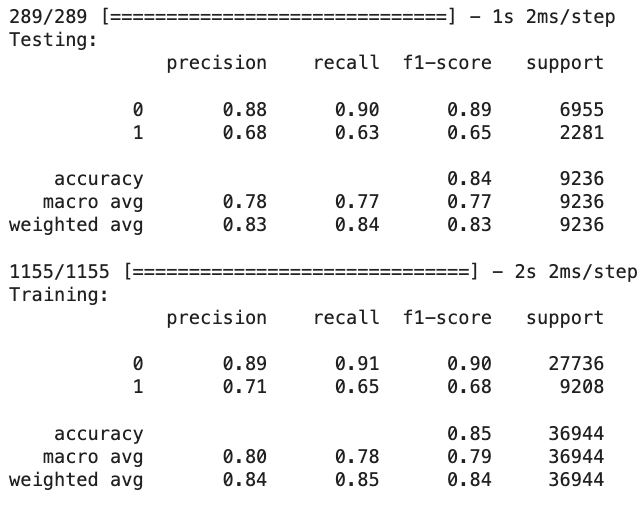 289/289 [==============================] - 1s 2ms/step
Testing:
precision recall f1-score support
0 0.88 0.90 0.89 6955
1 0.68 0.63 0.65 2281
accuracy 0.84 9236
macro avg 0.78 0.77 0.77 9236
weighted avg 0.83 0.84 0.83 9236
1155/1155 [==============================] - 2s 2ms/step
Training:
precision recall f1-score support
0 0.89 0.91 0.90 27736
1 0.71 0.65 0.68 9208
accuracy 0.85 36944
macro avg 0.80 0.78 0.79 36944
weighted avg 0.84 0.85 0.84 36944